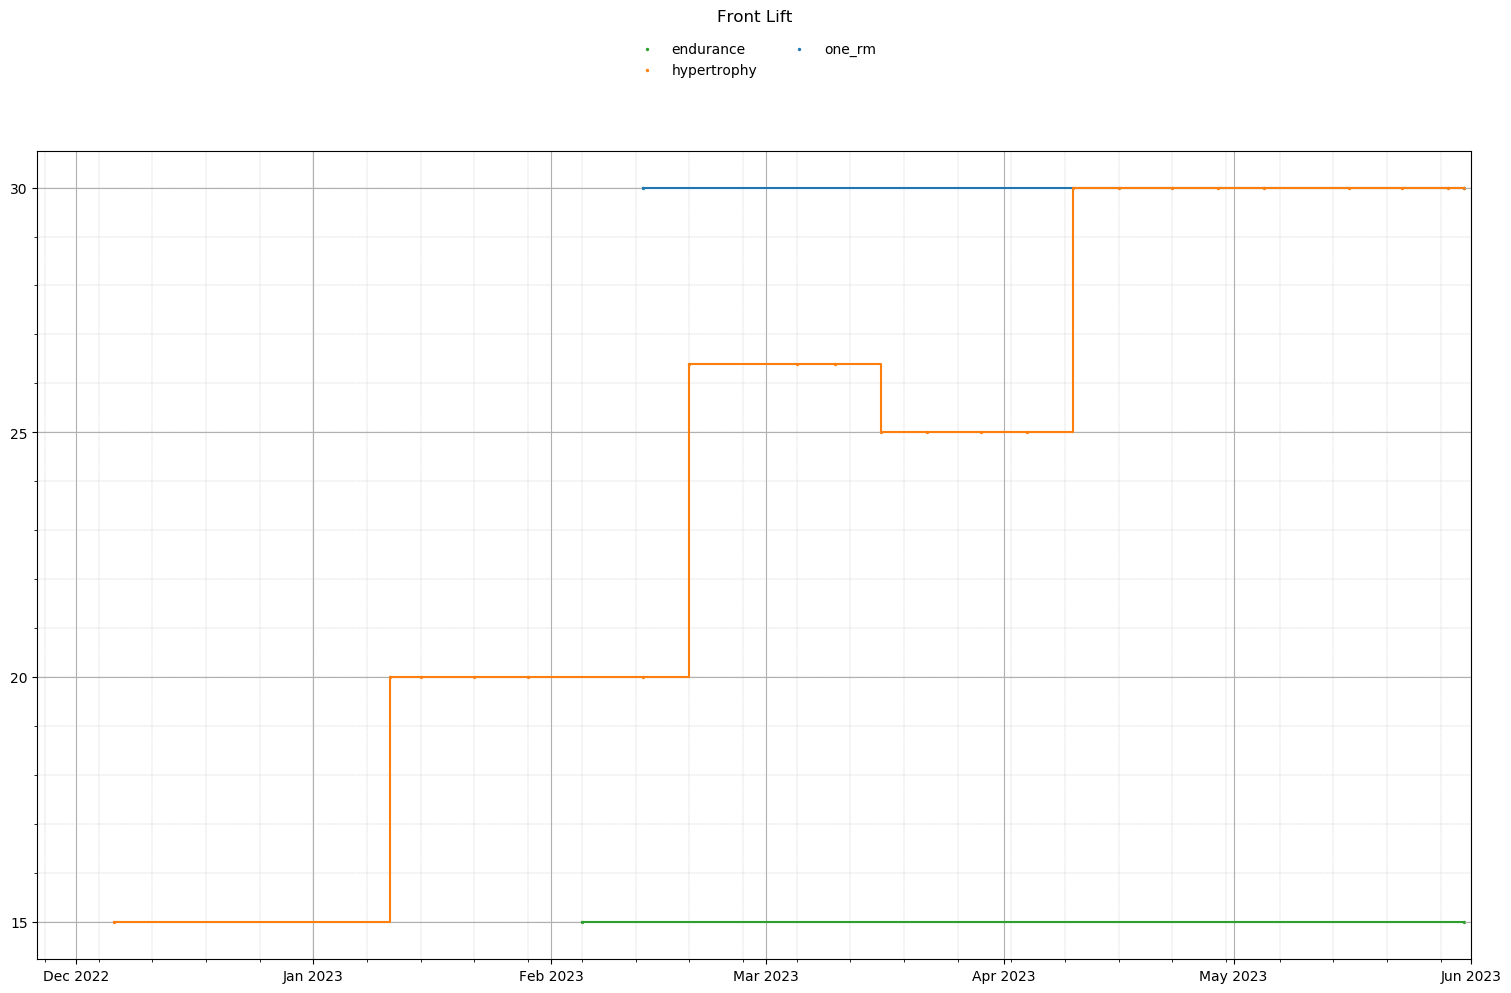 Front Lift
endurance one_rm
hypertrophy
30
25
20
15
Dec 2022 Jan 2023 Feb 2023 Mar 2023 Apr 2023 May 2023 Jun 2023